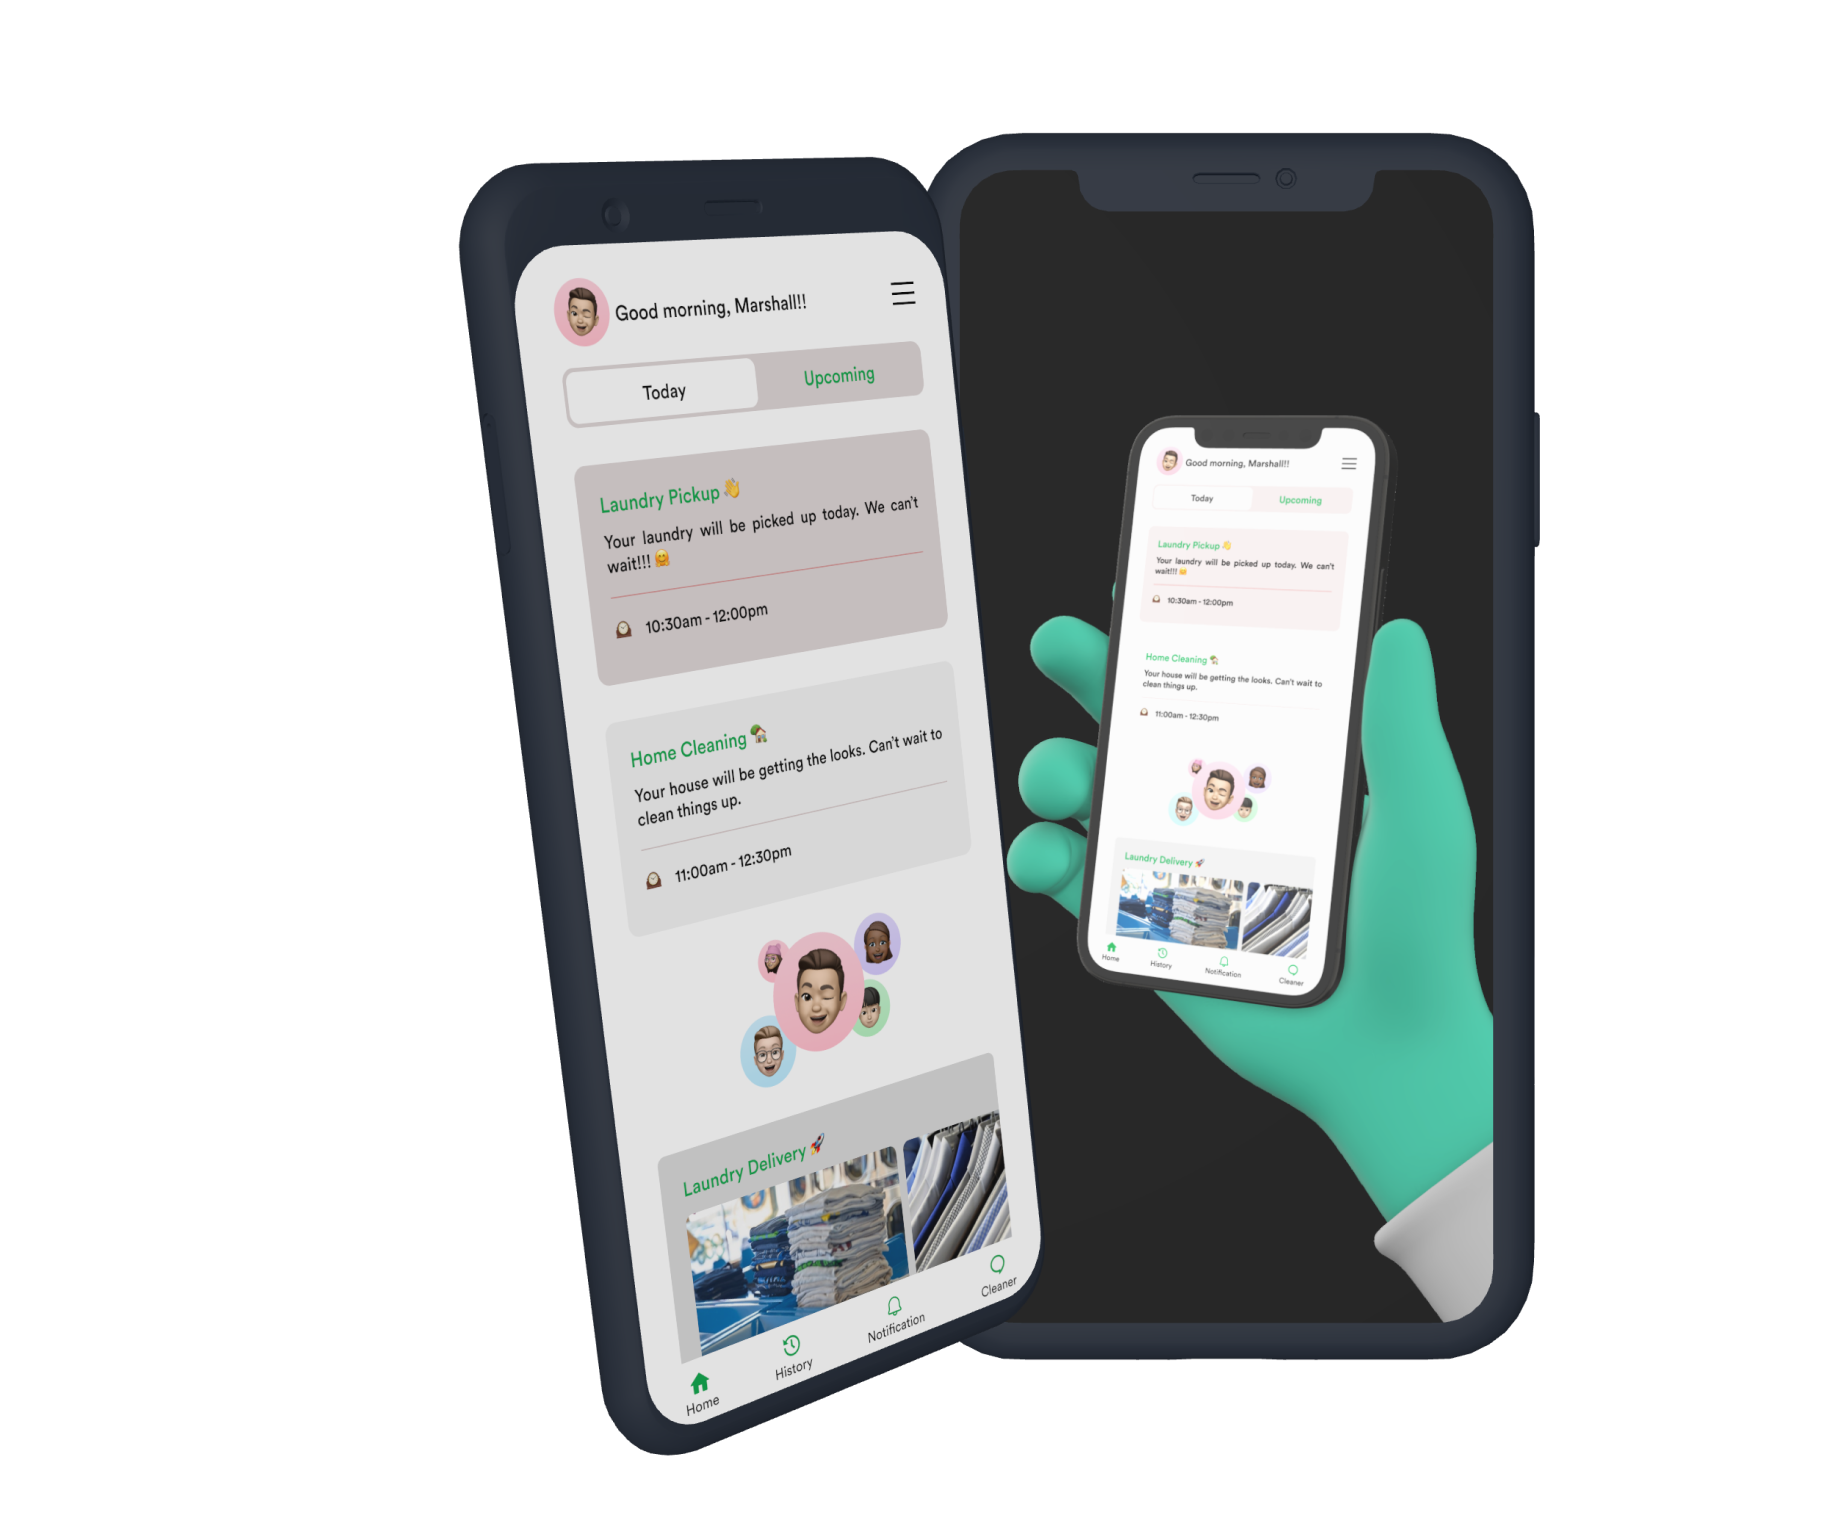 Good morning, Marshall!!
Today
Upcoming
Laundry Pickup 👋
Your laundry will be picked up today. We can't
wait!!! 🤗
10:30am - 12:00pm
Home Cleaning 🏡
Your house will be getting the looks. Can't wait to
clean things up.
11:00am - 12:30pm
Laundry Delivery 🚀
Home
History
Notification
Cleaner
Good morning, Marshall!!
Today
Upcoming
Laundry Pickup 👋
Your laundry will be picked up today. We can't
wait!!! 🤗
10:30am - 12:00pm
Home Cleaning 🏡
Your house will be getting the looks. Can't wait to
clean things up.
11:00am - 12:30pm
Laundry Delivery 🚀
Home
History
Notification
Cleaner